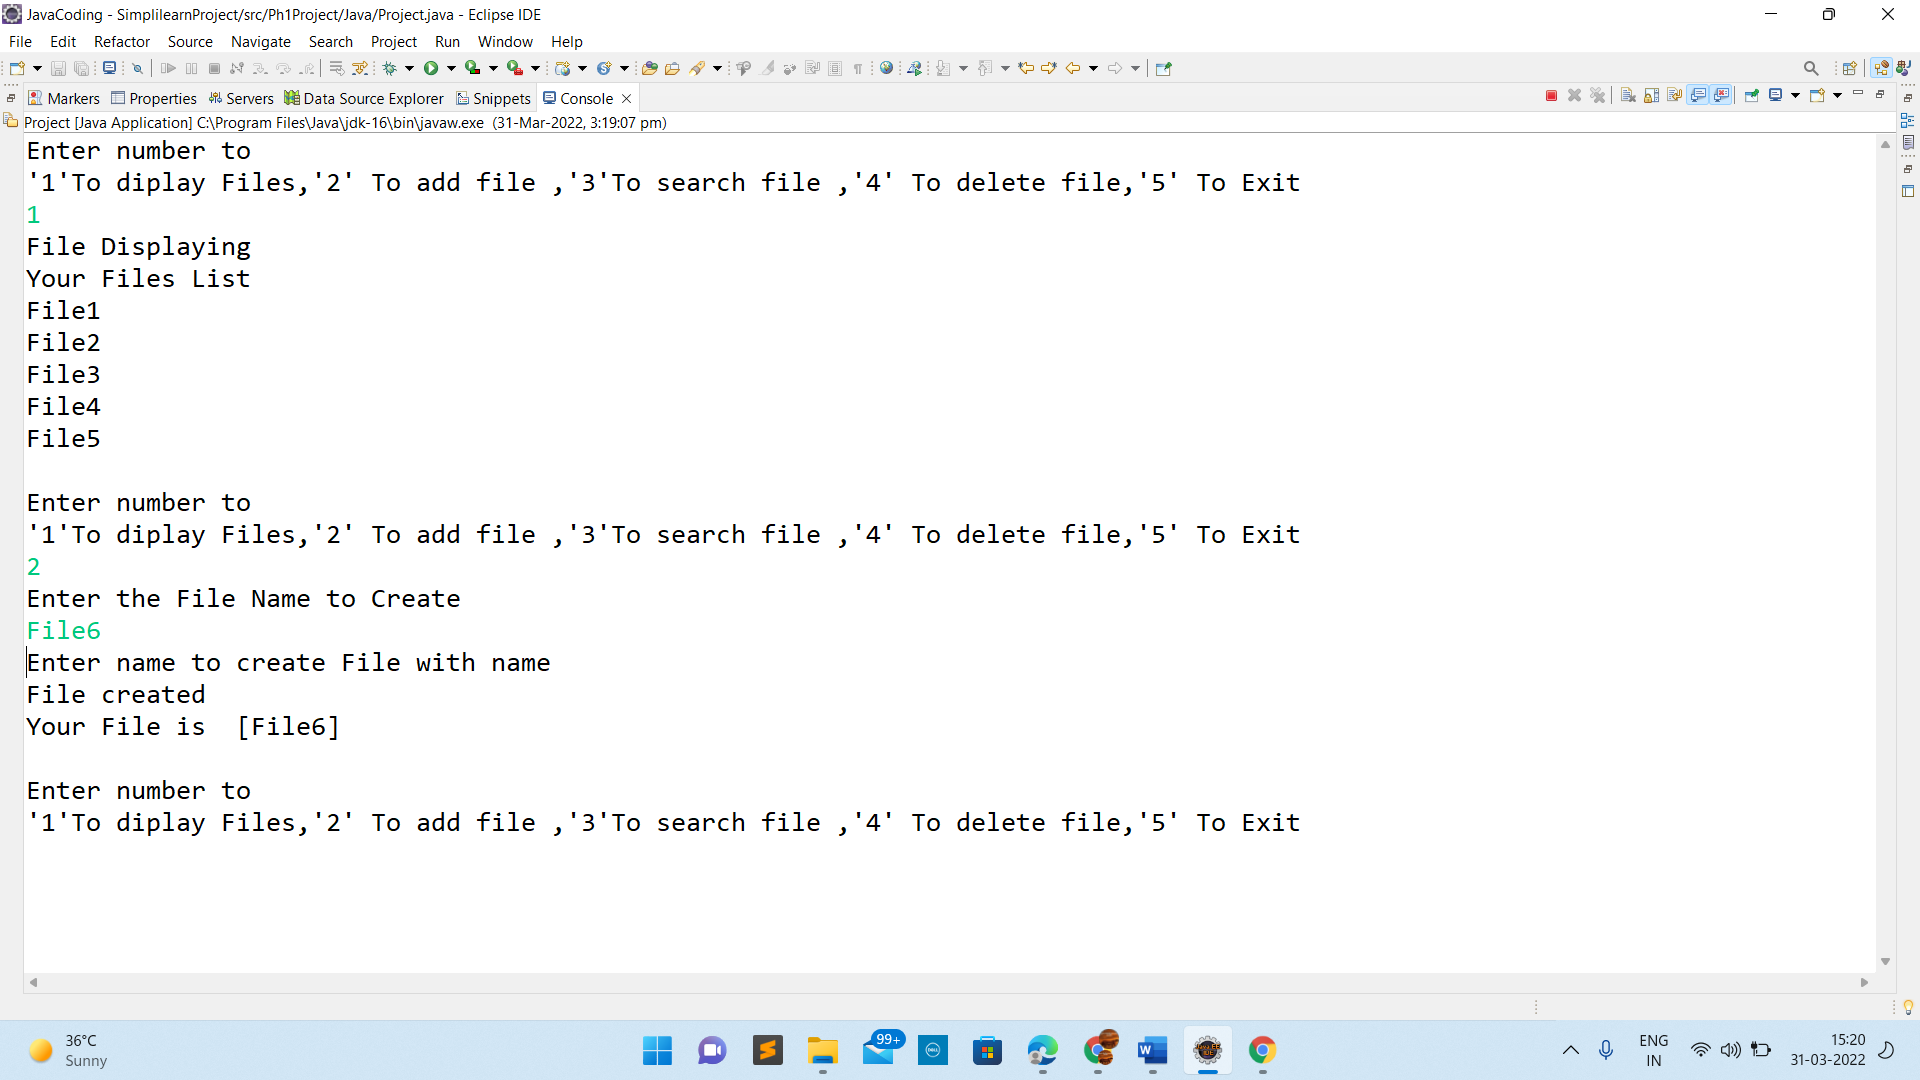 JavaCoding - SimplilearnProject/src/Ph1Project/Java/Project.java - Eclipse IDE
File Edit Refactor Source Navigate Search Project Run Window Help
Markers Properties Servers Data Source Explorer Snippets Console
Project [Java Application] C:\Program Files\Java\jdk-16\bin\javaw.exe (31-Mar-2022, 3:19:07 pm)
Enter number to
'1'To diplay Files,'2' To add file ,'3'To search file ,'4' To delete file,'5' To Exit
1
File Displaying
Your Files List
File1
File2
File3
File4
File5
Enter number to
'1'To diplay Files,'2' To add file ,'3'To search file ,'4' To delete file,'5' To Exit
2
Enter the File Name to Create
File6
Enter name to create File with name
File created
Your File is  [File6]
Enter number to
'1'To diplay Files,'2' To add file ,'3'To search file ,'4' To delete file,'5' To Exit
36°C
Sunny
99+
DELL
W
IDE
ENG
IN
15:20
31-03-2022